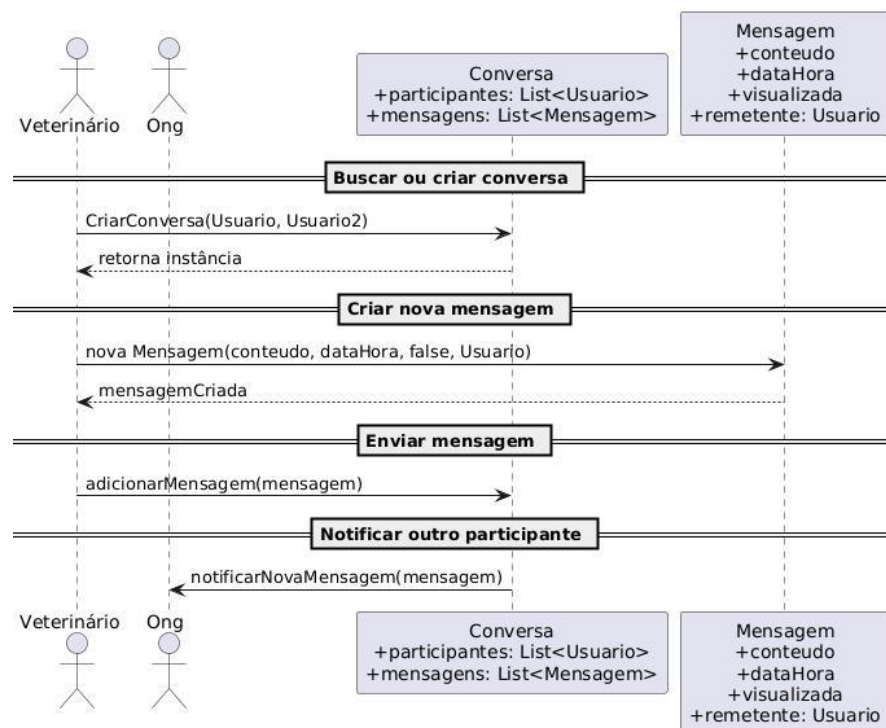 Mensagem
+conteudo
+dataHora
+visualizada
+remetente: Usuario
Conversa
+participantes: List<Usuario>
+mensagens: List<Mensagem>
Veterinário
Ong
Buscar ou criar conversa
CriarConversa(Usuario, Usuario2)
retorna instância
Criar nova mensagem
nova Mensagem(conteudo, dataHora, false, Usuario)
mensagemCriada
Enviar mensagem
adicionarMensagem(mensagem)
Notificar outro participante
notificarNovaMensagem(mensagem)
Veterinário
Ong
Conversa
+participantes: List<Usuario>
+mensagens: List<Mensagem>
Mensagem
+conteudo
+dataHora
+visualizada
+remetente: Usuario